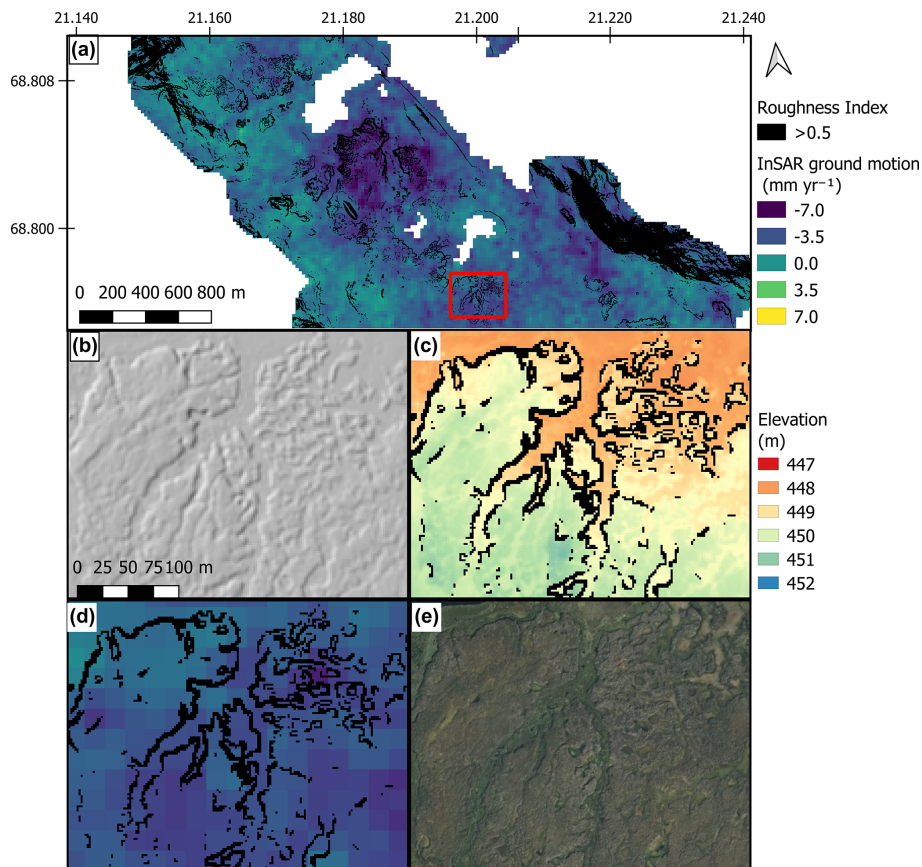 21.140 21.160 21.180 21.200 21.220 21.240
(a)
68.808
68.800
0 200 400 600 800 m
Roughness Index
>0.5
InSAR ground motion
(mm yr⁻¹)
-7.0
-3.5
0.0
3.5
7.0
(b)
(c)
0 25 50 75 100 m
Elevation
(m)
447
448
449
450
451
452
(d)
(e)